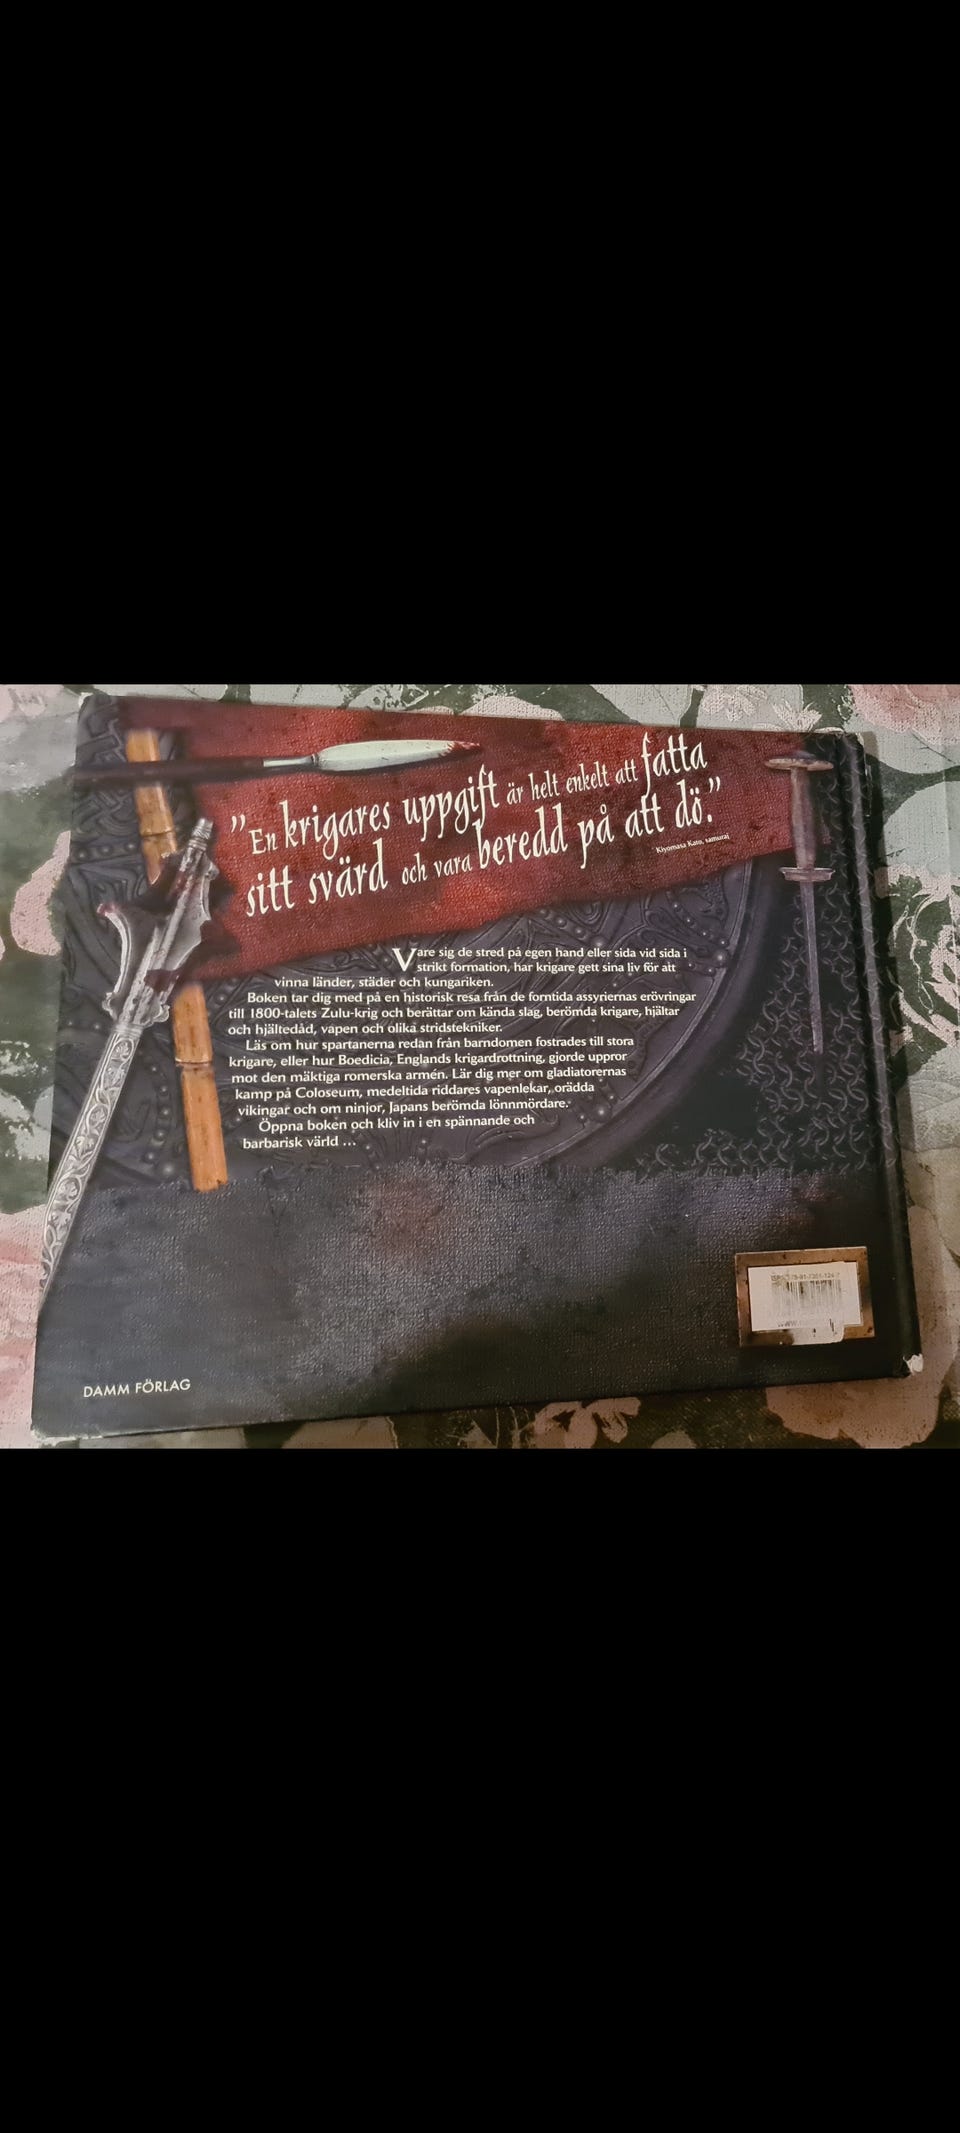 "En krigares uppgift är helt enkelt att fatta
sitt svärd och vara beredd på att dö."
Kiyomasa Kato, samuraj
Vare sig de stred på egen hand eller sida vid sida i
strikt formation, har krigare gett sina liv för att
vinna länder, städer och kungariken.
Boken tar dig med på en historisk resa från de forntida assyriernas erövringar
till 1800-talets Zulu-krig och berättar om kända slag, berömda krigare, hjältar
och hjältedåd, vapen och olika stridstekniker.
Läs om hur spartanerna redan från barndomen fostrades till stora
krigare, eller hur Boedicia, Englands krigardrottning, gjorde uppror
mot den mäktiga romerska armén. Lär dig mer om gladiatorernas
kamp på Coloseum, medeltida riddares vapenlekar, orädda
vikingar och om ninjor, Japans berömda lönnmördare.
Öppna boken och kliv in i en spännande och
barbarisk värld ...
DAMM FÖRLAG